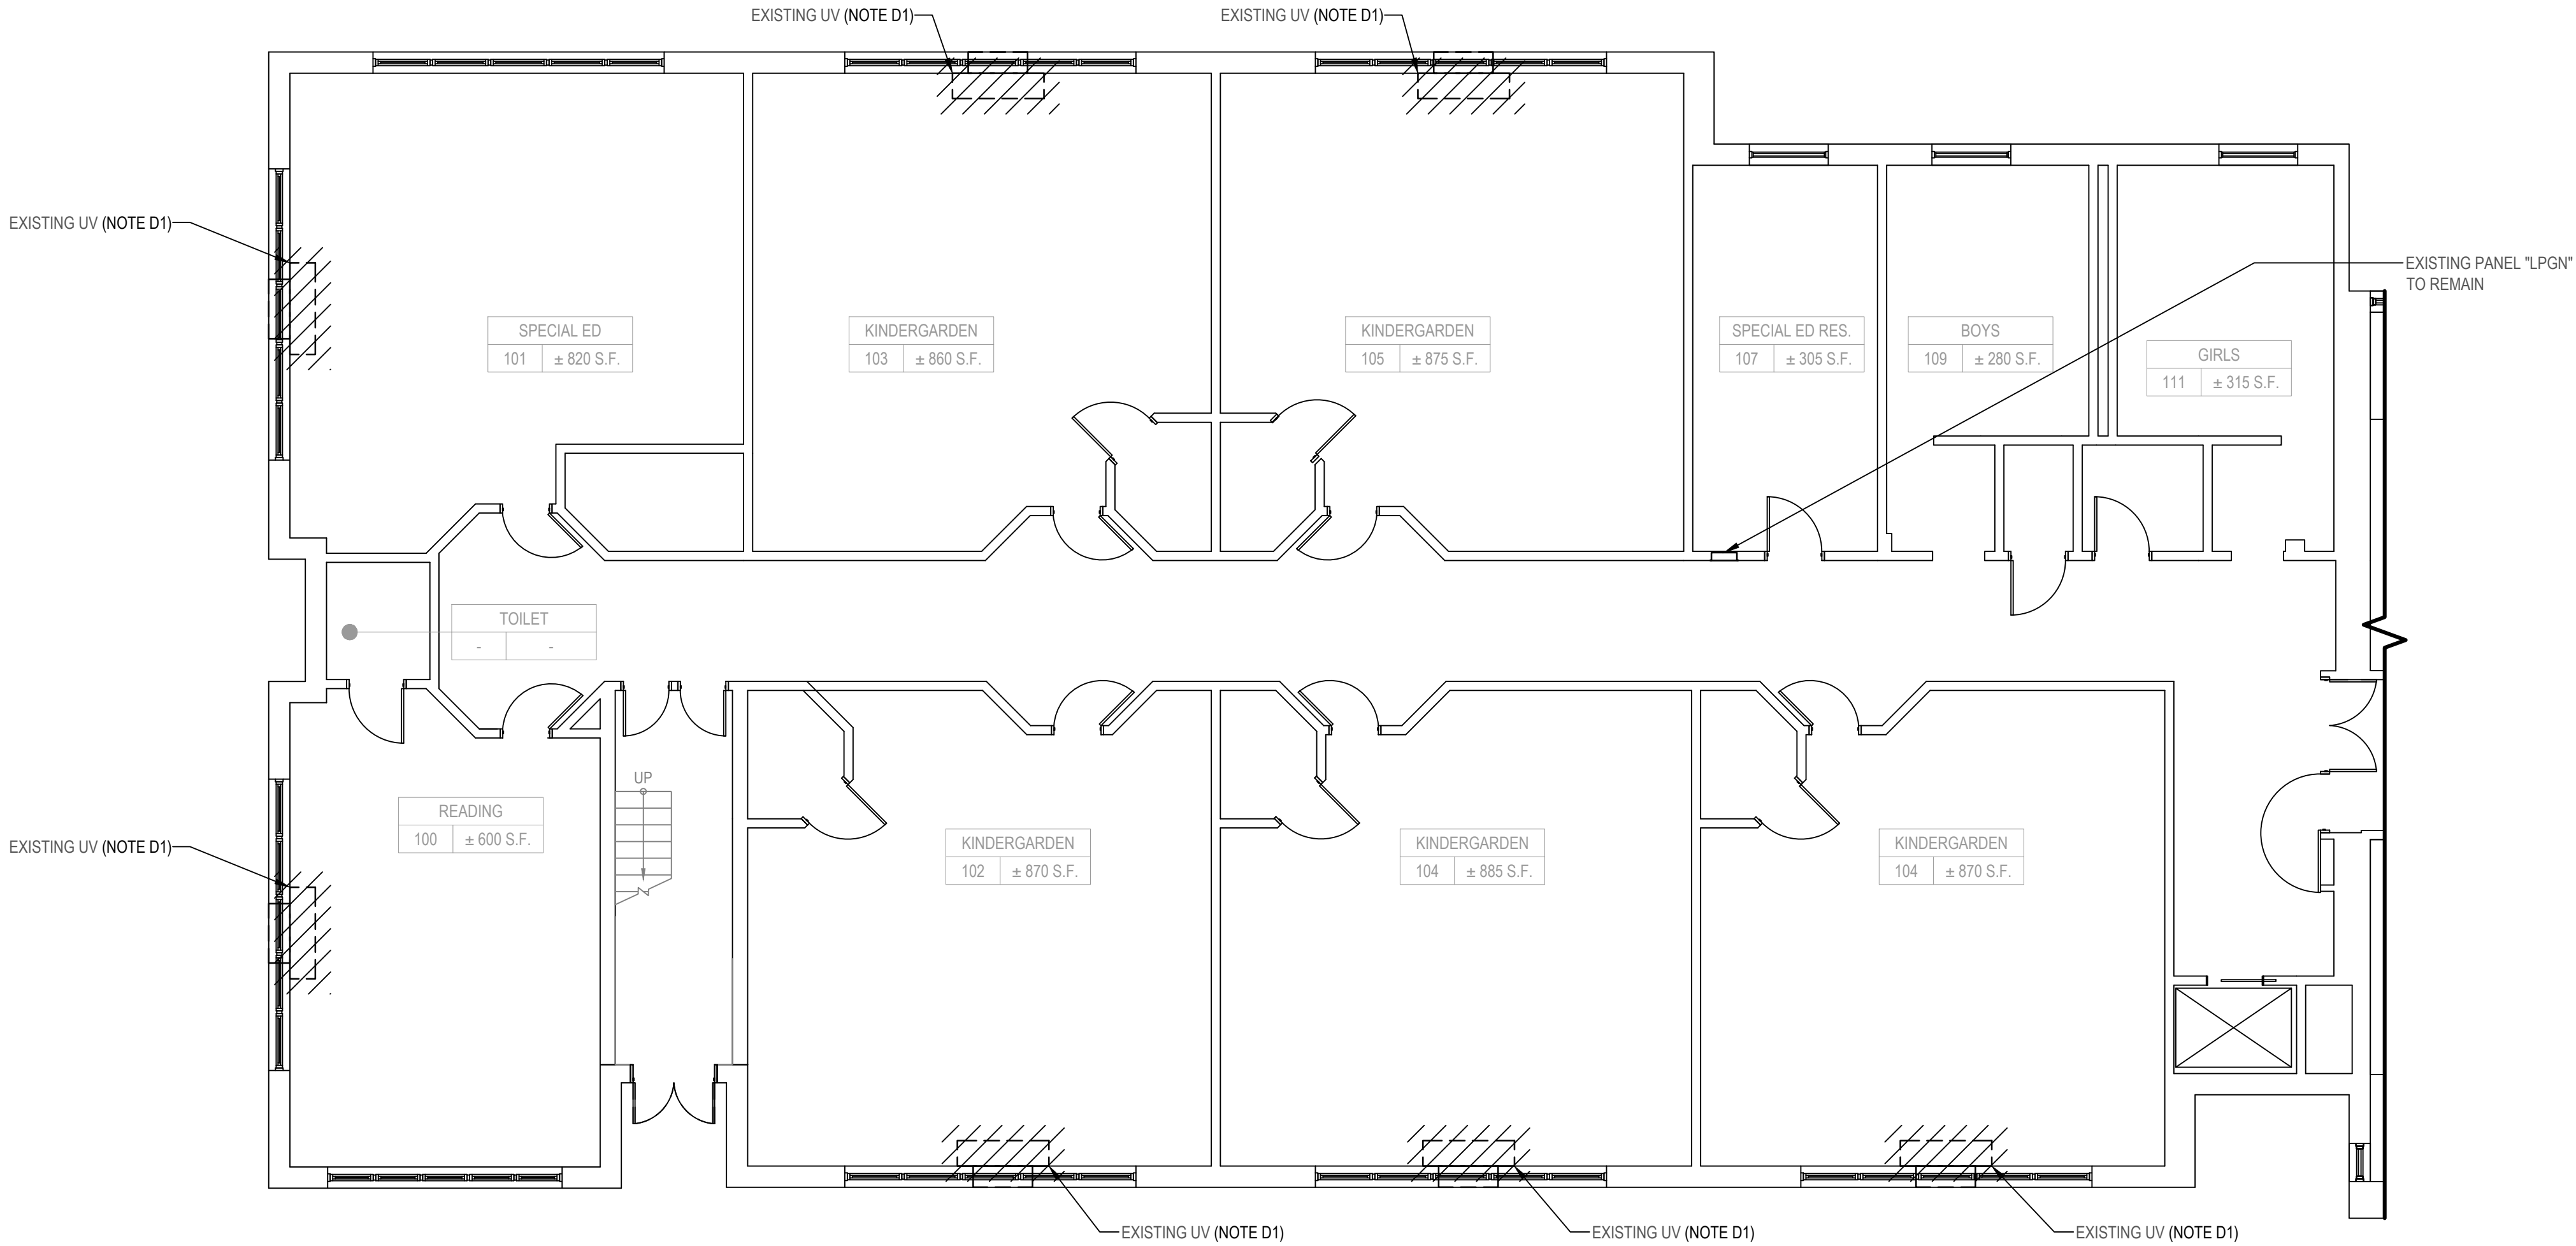 EXISTING UV (NOTE D1)
EXISTING UV (NOTE D1)
EXISTING UV (NOTE D1)
EXISTING PANEL "LPGN"
TO REMAIN
SPECIAL ED
101 ± 820 S.F.
KINDERGARDEN
103 ± 860 S.F.
KINDERGARDEN
105 ± 875 S.F.
SPECIAL ED RES.
107 ± 305 S.F.
BOYS
109 ± 280 S.F.
GIRLS
111 ± 315 S.F.
TOILET
- -
UP
READING
100 ± 600 S.F.
EXISTING UV (NOTE D1)
KINDERGARDEN
102 ± 870 S.F.
KINDERGARDEN
104 ± 885 S.F.
KINDERGARDEN
104 ± 870 S.F.
EXISTING UV (NOTE D1)
EXISTING UV (NOTE D1)
EXISTING UV (NOTE D1)